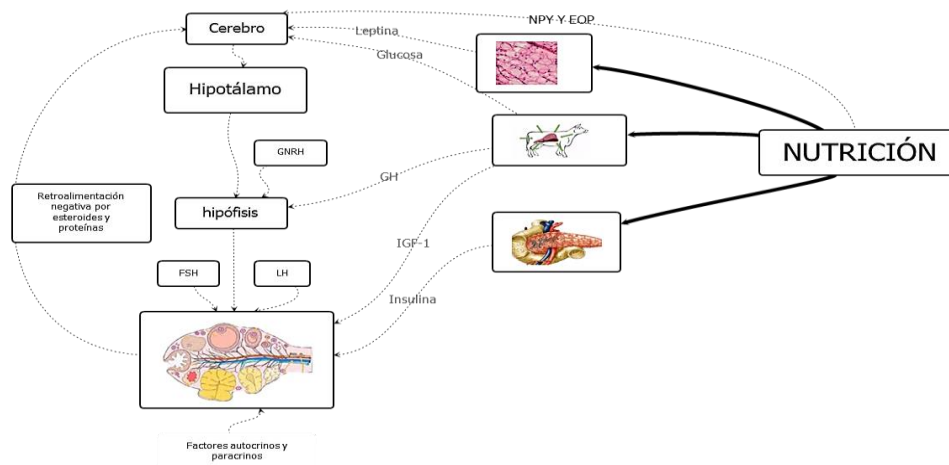 NPY Y EOP
Cerebro
Leptina
Glucosa
Hipotálamo
NUTRICIÓN
GNRH
GH
Retroalimentación
negativa por
esteroides y
proteínas
hipófisis
IGF-1
FSH
LH
Insulina
Factores autocrinos y
paracrinos